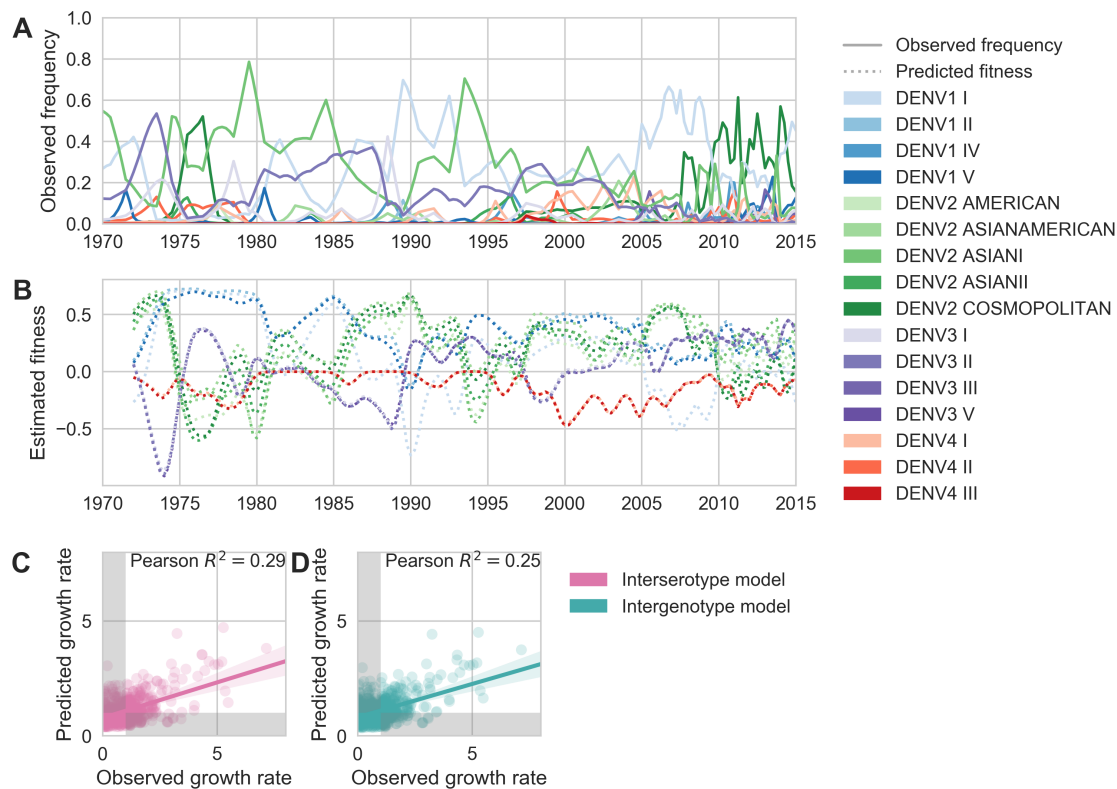 A
Observed frequency
1.0
0.8
0.6
0.4
0.2
0.0
1970 1975 1980 1985 1990 1995 2000 2005 2010 2015
B
Estimated fitness
0.5
0.0
−0.5
1970 1975 1980 1985 1990 1995 2000 2005 2010 2015
Observed frequency
Predicted fitness
DENV1 I
DENV1 II
DENV1 IV
DENV1 V
DENV2 AMERICAN
DENV2 ASIANAMERICAN
DENV2 ASIANI
DENV2 ASIANII
DENV2 COSMOPOLITAN
DENV3 I
DENV3 II
DENV3 III
DENV3 V
DENV4 I
DENV4 II
DENV4 III
C
Predicted growth rate
Pearson R² = 0.29
5
0
0 5
Observed growth rate
D
Predicted growth rate
Pearson R² = 0.25
5
0
0 5
Observed growth rate
Interserotype model
Intergenotype model